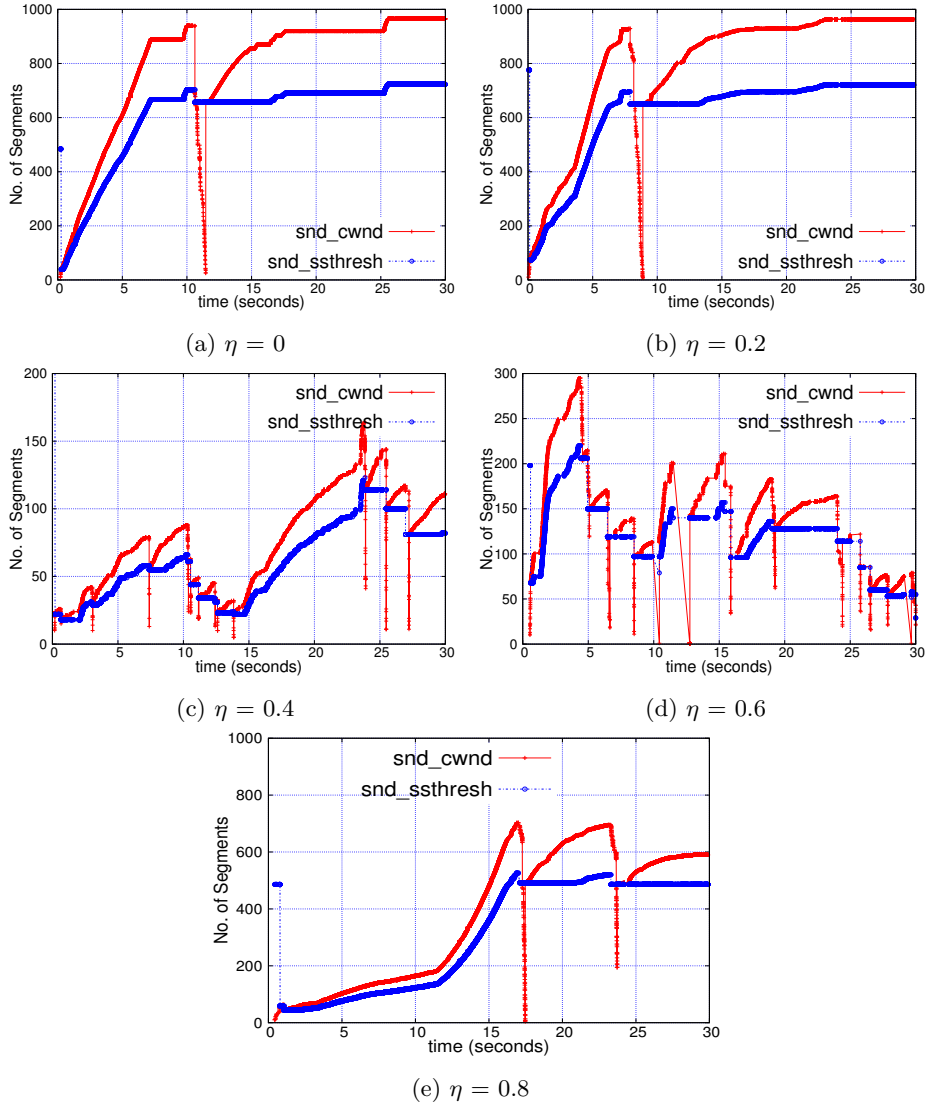 1000
800
600
400
200
0
No. of Segments
snd_cwnd
snd_ssthresh
0 5 10 15 20 25 30
time (seconds)
(a) η = 0
1000
800
600
400
200
0
No. of Segments
snd_cwnd
snd_ssthresh
0 5 10 15 20 25 30
time (seconds)
(b) η = 0.2
200
150
100
50
0
No. of Segments
snd_cwnd
snd_ssthresh
0 5 10 15 20 25 30
time (seconds)
(c) η = 0.4
300
250
200
150
100
50
0
No. of Segments
snd_cwnd
snd_ssthresh
0 5 10 15 20 25 30
time (seconds)
(d) η = 0.6
1000
800
600
400
200
0
No. of Segments
snd_cwnd
snd_ssthresh
0 5 10 15 20 25 30
time (seconds)
(e) η = 0.8